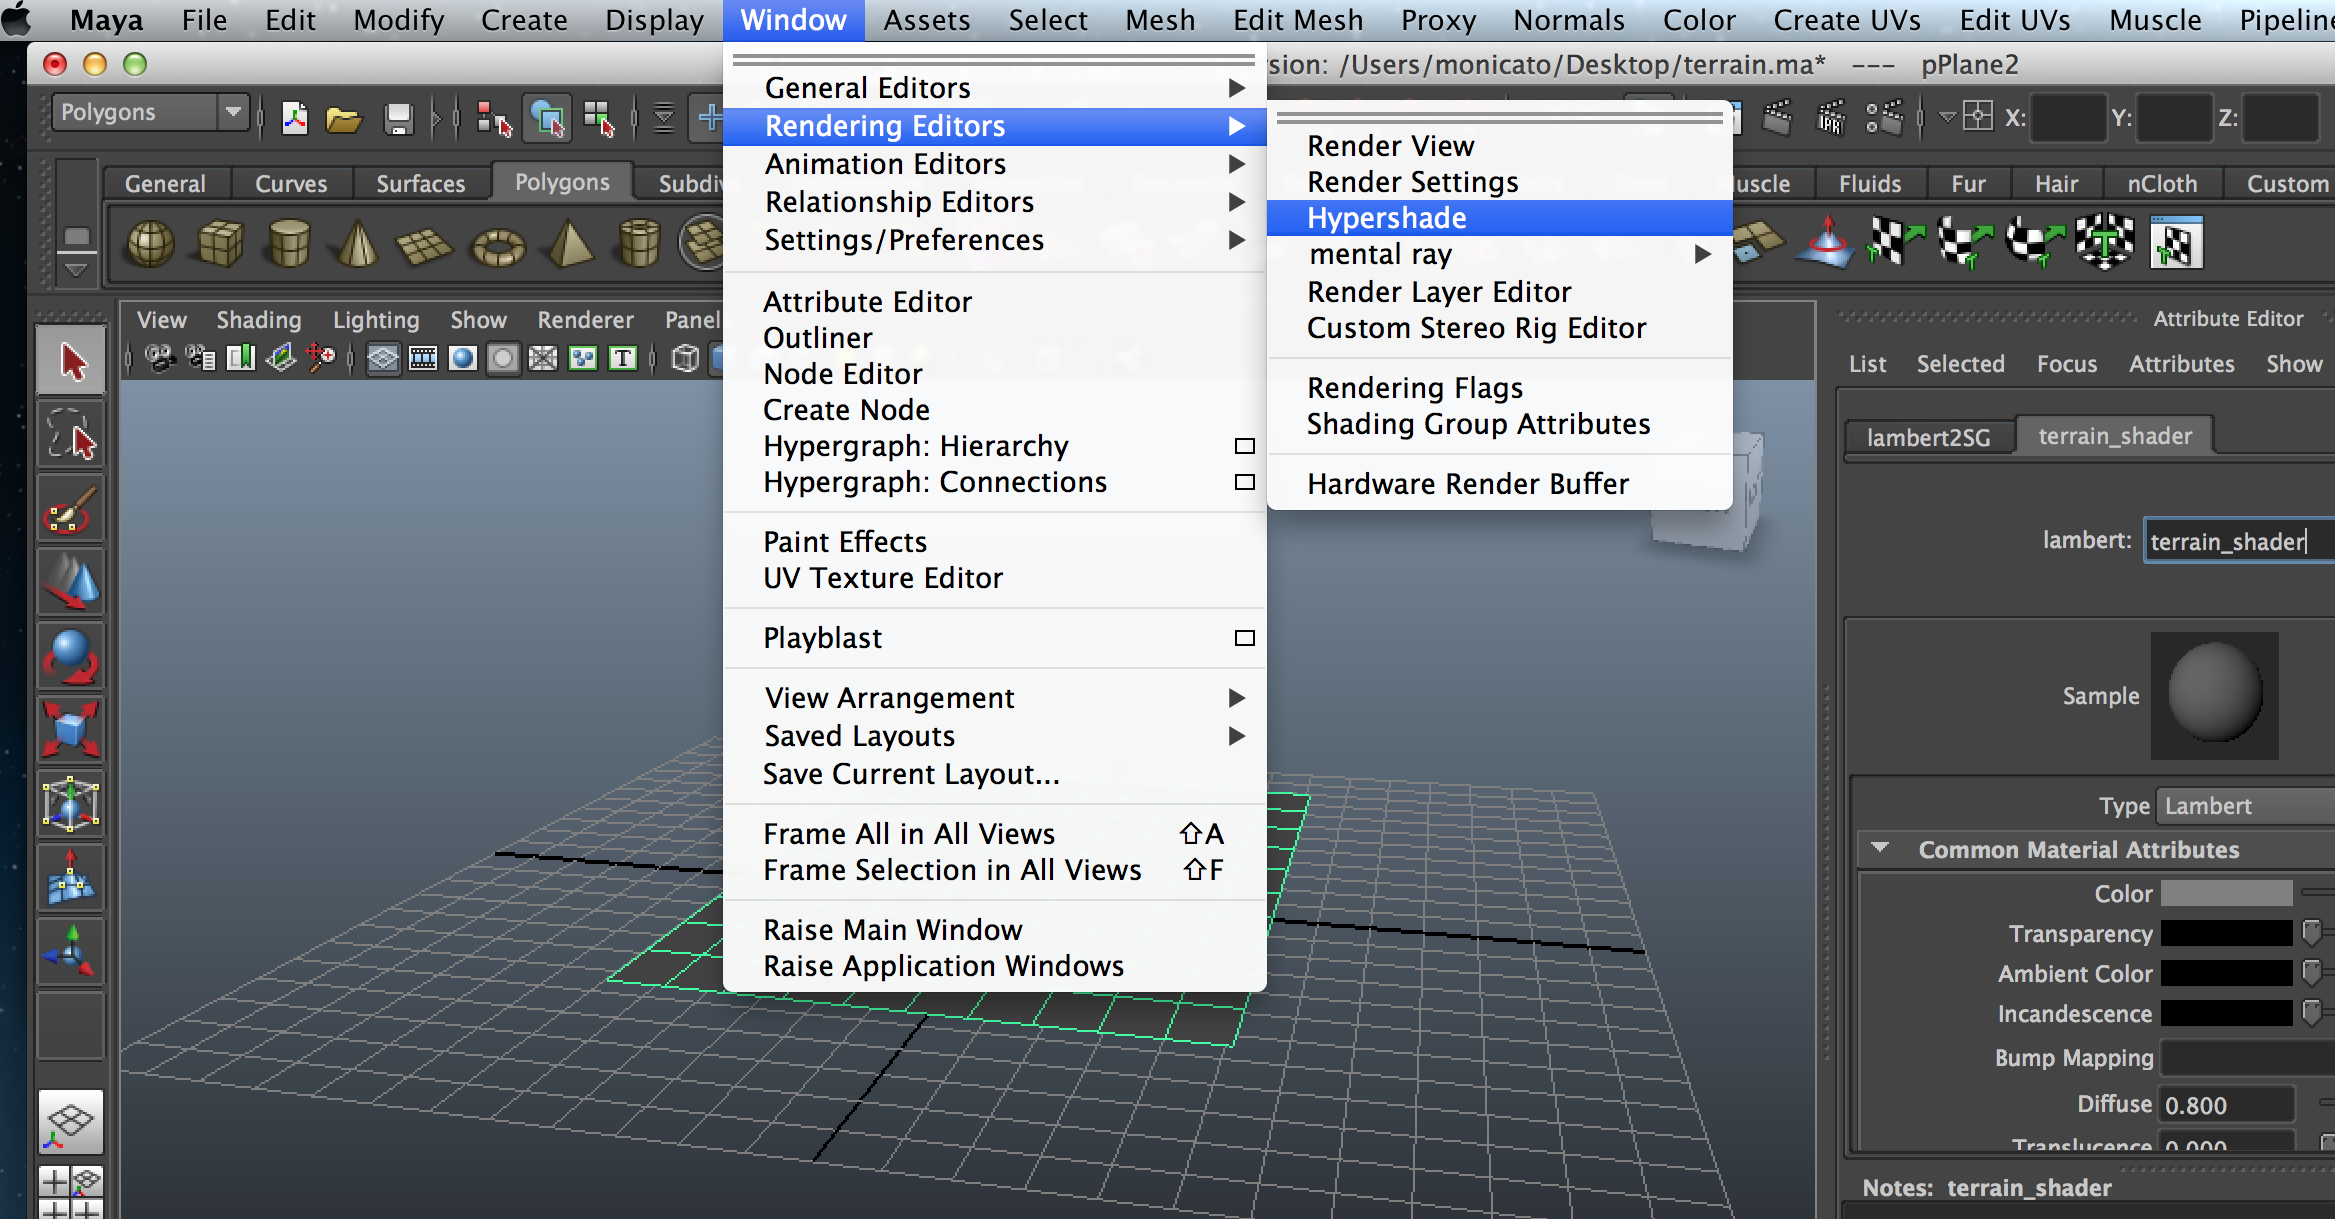 Maya File Edit Modify Create Display Window Assets Select Mesh Edit Mesh Proxy Normals Color Create UVs Edit UVs Muscle
sion: /Users/monicato/Desktop/terrain.ma* --- pPlane2
Polygons
X: Y: Z:
General Curves Surfaces Polygons Fluids Fur Hair nCloth Custom
View Shading Lighting Show Renderer Panel
General Editors
Rendering Editors
Animation Editors
Relationship Editors
Settings/Preferences
Attribute Editor
Outliner
Node Editor
Create Node
Hypergraph: Hierarchy
Hypergraph: Connections
Paint Effects
UV Texture Editor
Playblast
View Arrangement
Saved Layouts
Save Current Layout...
Frame All in All Views ⇧A
Frame Selection in All Views ⇧F
Raise Main Window
Raise Application Windows
Render View
Render Settings
Hypershade
mental ray
Render Layer Editor
Custom Stereo Rig Editor
Rendering Flags
Shading Group Attributes
Hardware Render Buffer
Attribute Editor
List Selected Focus Attributes Show
lambert2SG terrain_shader
lambert: terrain_shader
Sample
Type Lambert
Common Material Attributes
Color
Transparency
Ambient Color
Incandescence
Bump Mapping
Diffuse 0.800
Translucence 0.000
Notes: terrain_shader